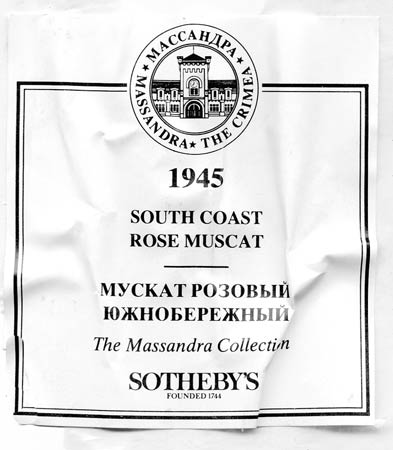 МАССАНДРА
★ MASSANDRA ★ THE CRIMEA ★
1945
SOUTH COAST
ROSE MUSCAT
МУСКАТ РОЗОВЫЙ
ЮЖНОБЕРЕЖНЫЙ
The Massandra Collection
SOTHEBY'S
FOUNDED 1744